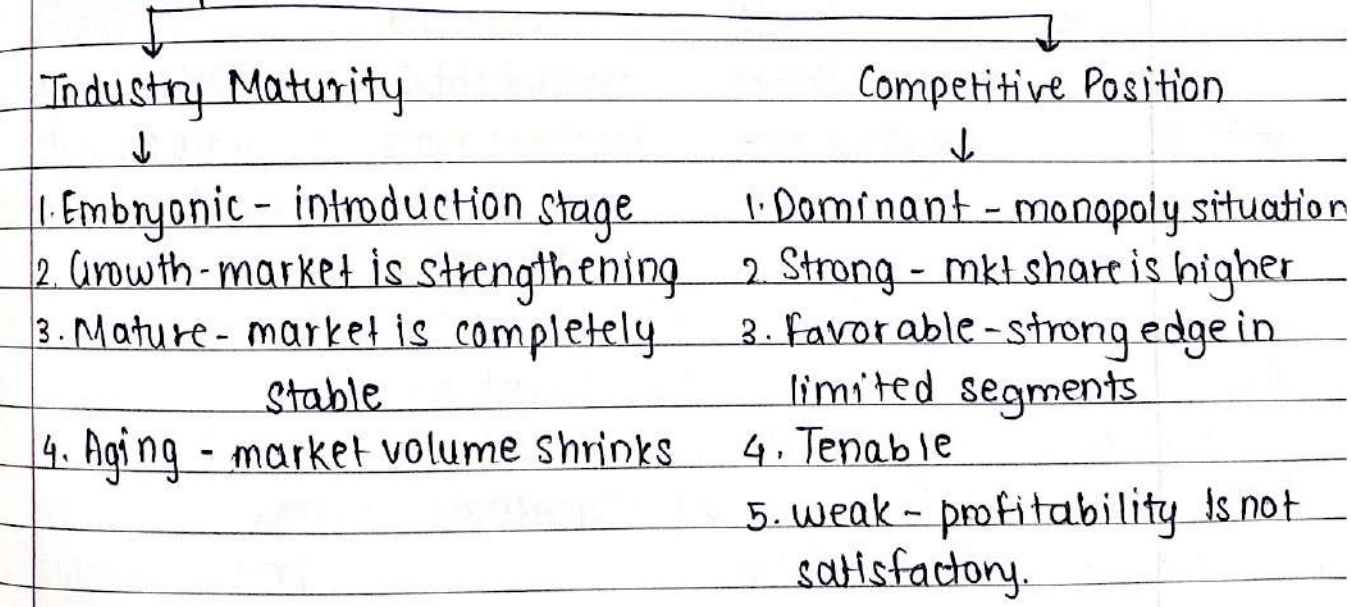 Industry Maturity
↓
1. Embryonic - introduction stage
2. Growth - market is strengthening
3. Mature - market is completely
stable
4. Aging - market volume shrinks
Competitive Position
↓
1. Dominant - monopoly situation
2. Strong - mkt share is higher
3. Favorable - strong edge in
limited segments
4. Tenable
5. weak - profitability is not
satisfactory.